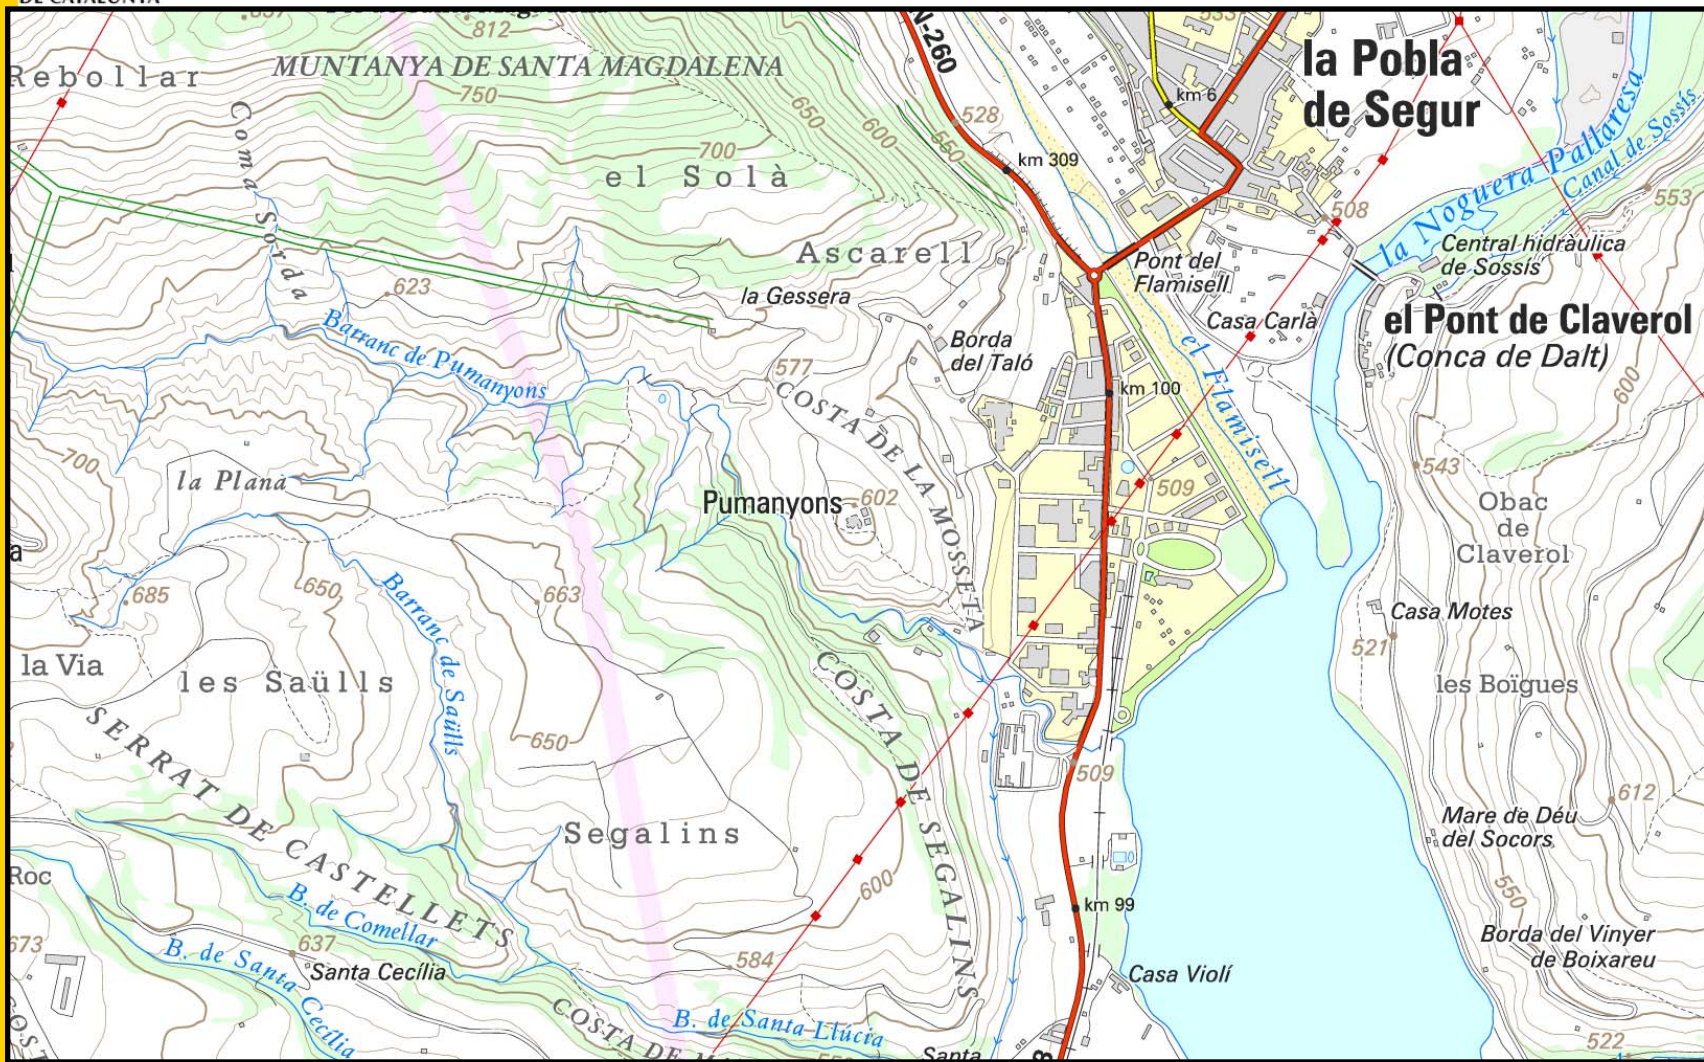 DE CATALUNYA
812
Rebollar
MUNTANYA DE SANTA MAGDALENA
N-260
la Pobla
de Segur
750
650
600
550
528
km 6
Coma
Sorda
700
el Solà
km 309
la Noguera Pallaresa
Canal de Sossís
553
508
Ascarell
Pont del
Flamisell
Central hidràulica
de Sossís
623
la Gessera
Casa Carlà
el Pont de Claverol
(Conca de Dalt)
Barranc de Pumanyons
Borda
del Taló
577
el Flamisell
600
km 100
COSTA DE LA MOSSETA
700
la Plana
543
509
Pumanyons
602
Obac
de
Claverol
650
663
685
Barranc de Saülls
Casa Motes
521
la Via
les Saülls
COSTA DE SEGALINS
les Boïgues
650
SERRAT DE CASTELLETS
509
612
Segalins
Mare de Déu
del Socors
Roc
600
550
B. de Comellar
km 99
673
637
B. de Santa Cecília
Santa Cecília
584
Borda del Vinyer
de Boixareu
Casa Violí
COSTA DE
B. de Santa Llúcia
522
Santa